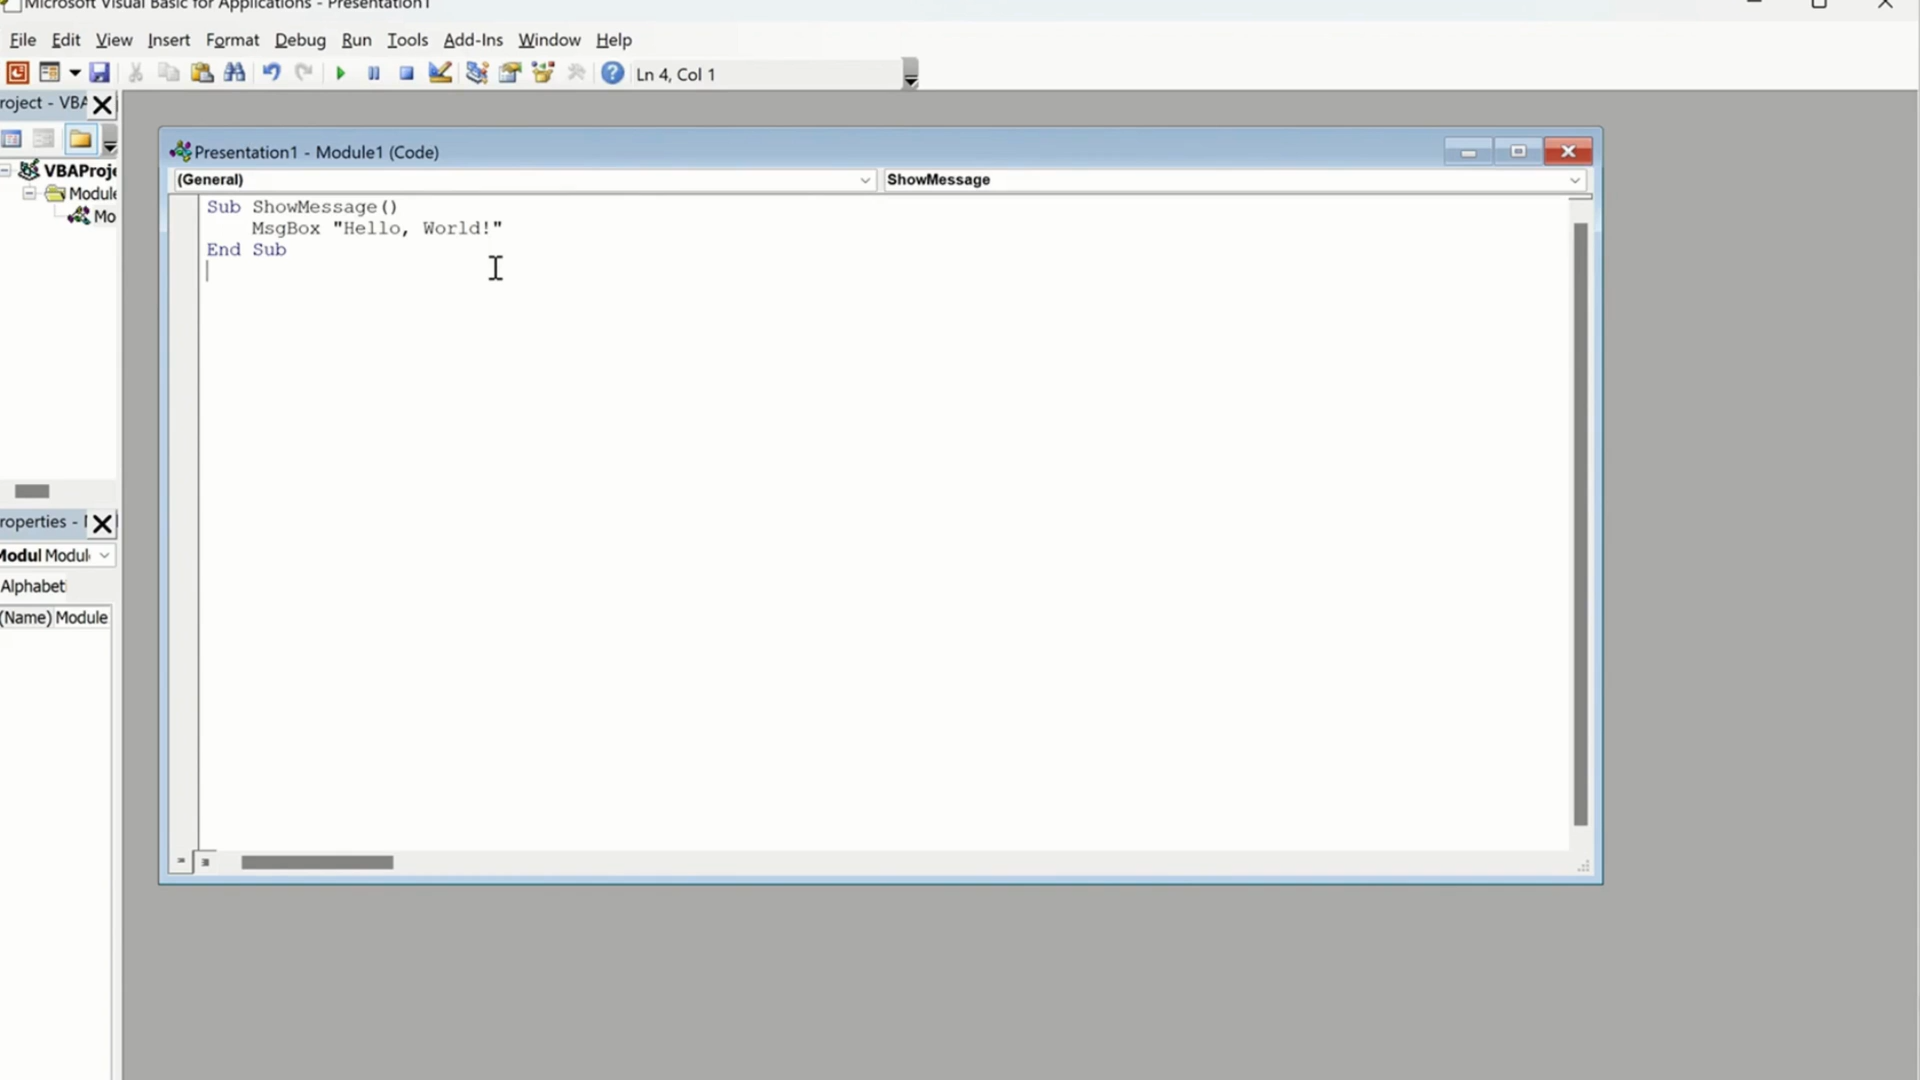 Microsoft Visual Basic for Applications - Presentation1
File Edit View Insert Format Debug Run Tools Add-Ins Window Help
Ln 4, Col 1
roject - VBA
VBAProje
Module
Mo
Presentation1 - Module1 (Code)
(General) ShowMessage
Sub ShowMessage()
MsgBox "Hello, World!"
End Sub
roperties -
Modul Modul
Alphabet
(Name) Module